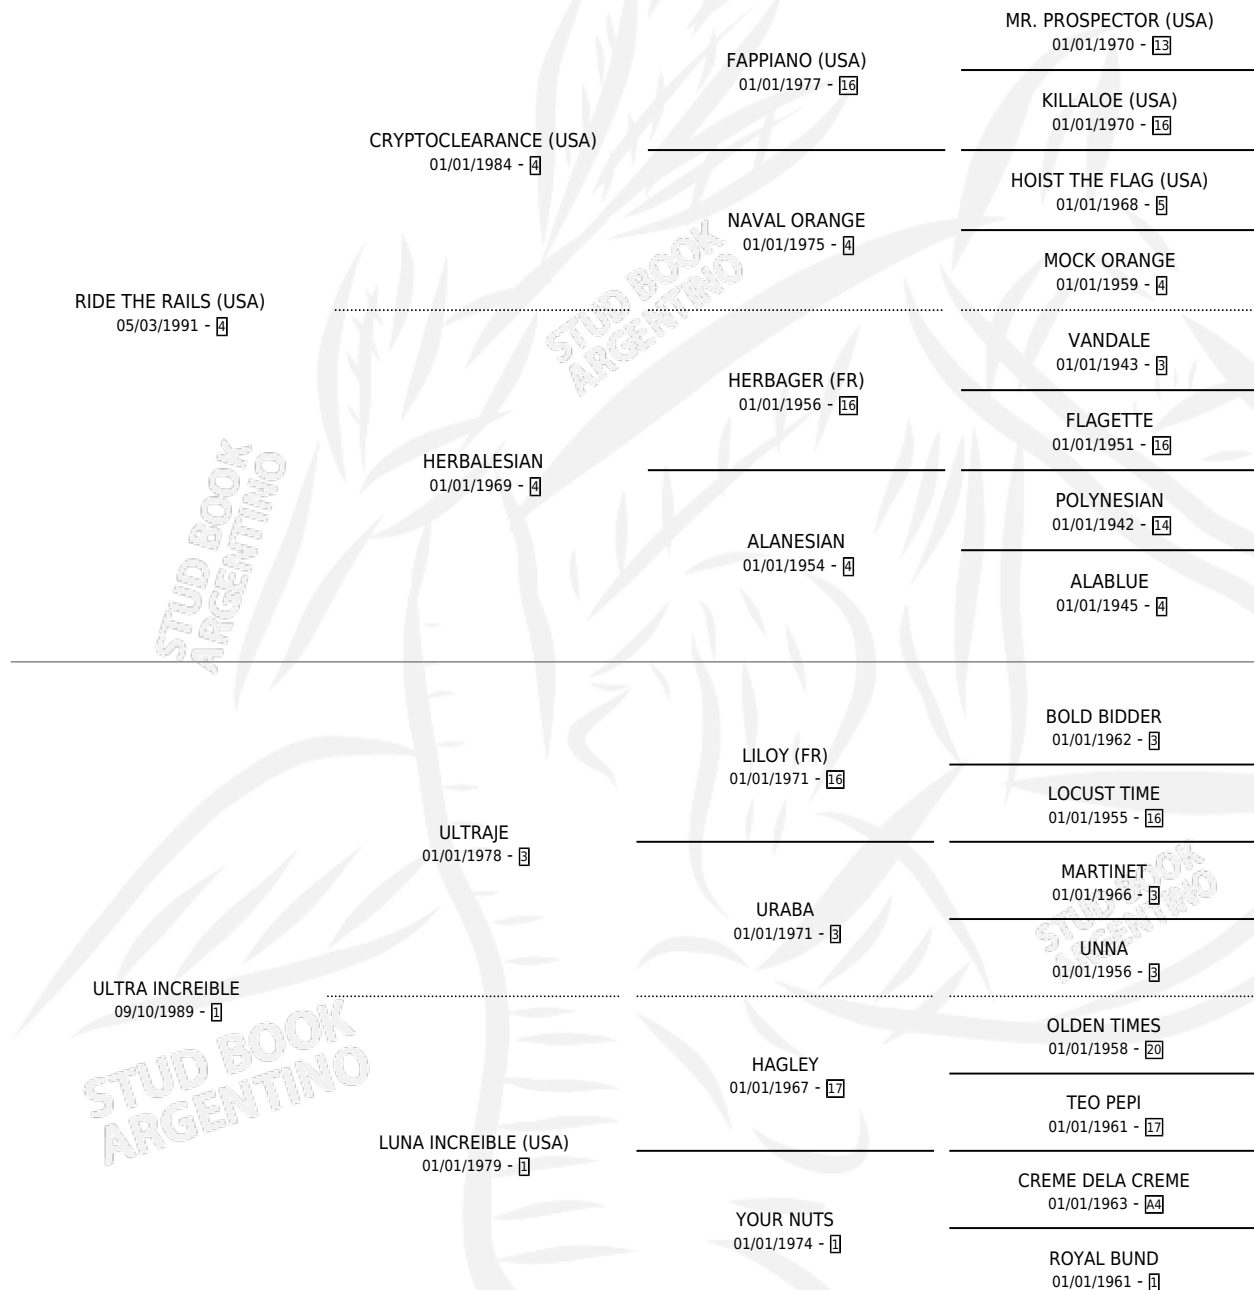 MR. PROSPECTOR (USA)
01/01/1970 - 13
FAPPIANO (USA)
01/01/1977 - 16
KILLALOE (USA)
01/01/1970 - 16
CRYPTOCLEARANCE (USA)
01/01/1984 - 4
HOIST THE FLAG (USA)
01/01/1968 - 5
NAVAL ORANGE
01/01/1975 - 4
MOCK ORANGE
01/01/1959 - 4
RIDE THE RAILS (USA)
05/03/1991 - 4
VANDALE
01/01/1943 - 3
HERBAGER (FR)
01/01/1956 - 16
FLAGETTE
01/01/1951 - 16
HERBALESIAN
01/01/1969 - 4
POLYNESIAN
01/01/1942 - 14
ALANESIAN
01/01/1954 - 4
ALABLUE
01/01/1945 - 4
BOLD BIDDER
01/01/1962 - 3
LILOY (FR)
01/01/1971 - 16
LOCUST TIME
01/01/1955 - 16
ULTRAJE
01/01/1978 - 3
MARTINET
01/01/1966 - 3
URABA
01/01/1971 - 3
UNNA
01/01/1956 - 3
ULTRA INCREIBLE
09/10/1989 - 1
OLDEN TIMES
01/01/1958 - 20
HAGLEY
01/01/1967 - 17
TEO PEPI
01/01/1961 - 17
LUNA INCREIBLE (USA)
01/01/1979 - 1
CREME DELA CREME
01/01/1963 - A4
YOUR NUTS
01/01/1974 - 1
ROYAL BUND
01/01/1961 - 1
STUD BOOK
ARGENTINO
STUD BOOK
ARGENTINO
STUD BOOK
ARGENTINO
STUD BOOK
ARGENTINO